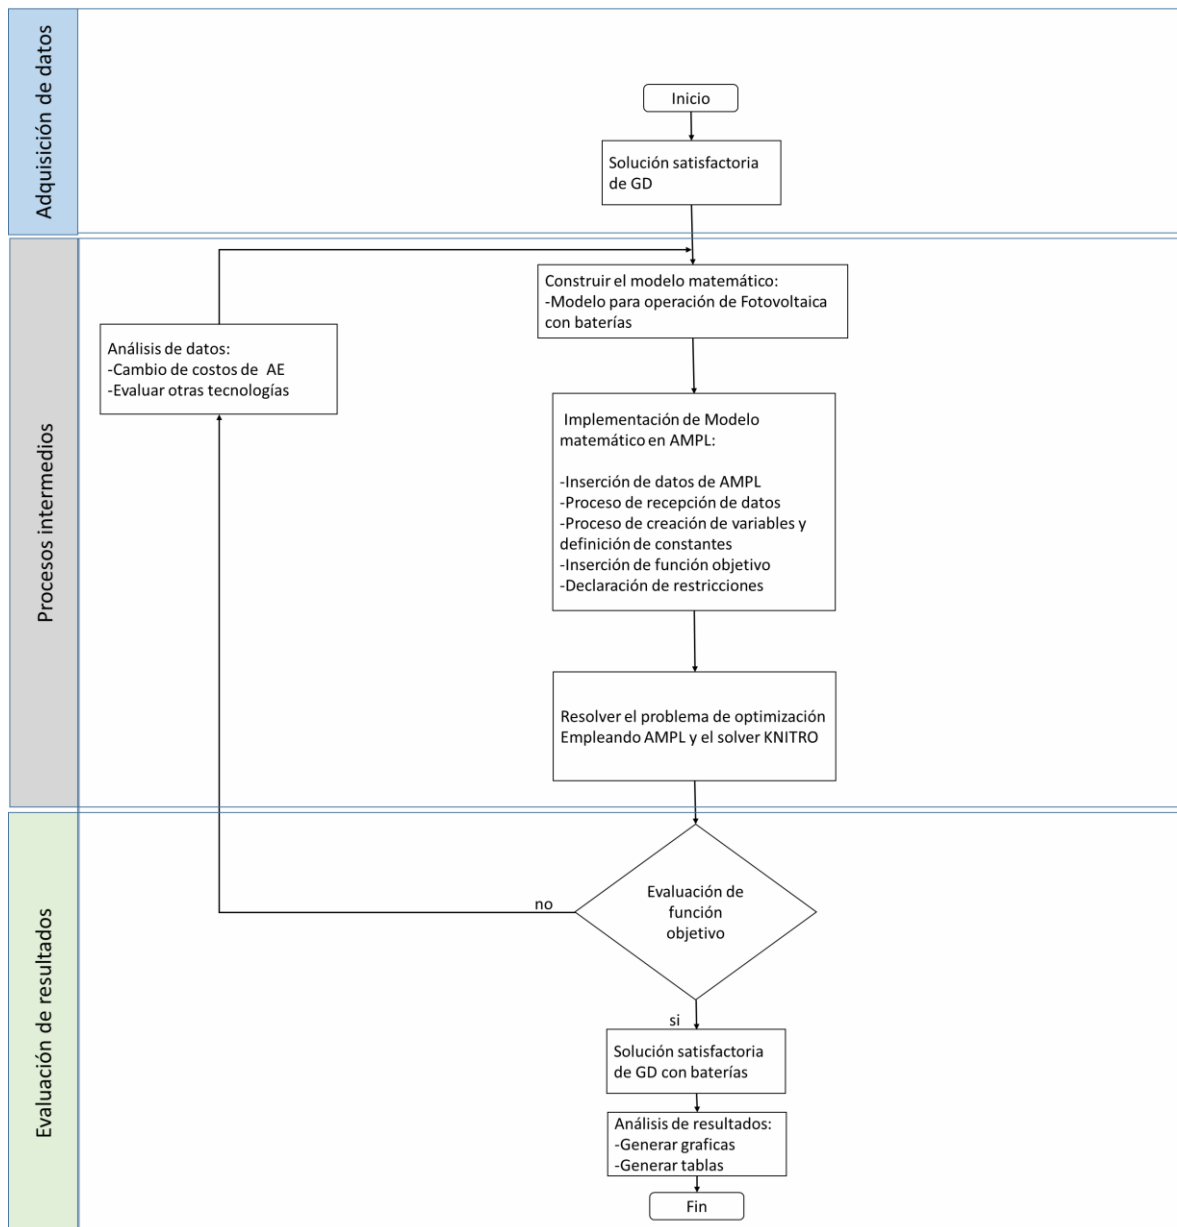 Adquisición de datos
Inicio
Solución satisfactoria
de GD
Procesos intermedios
Construir el modelo matemático:
-Modelo para operación de Fotovoltaica
con baterías
Análisis de datos:
-Cambio de costos de AE
-Evaluar otras tecnologías
Implementación de Modelo
matemático en AMPL:
-Inserción de datos de AMPL
-Proceso de recepción de datos
-Proceso de creación de variables y
definición de constantes
-Inserción de función objetivo
-Declaración de restricciones
Resolver el problema de optimización
Empleando AMPL y el solver KNITRO
Evaluación de resultados
Evaluación de
función
objetivo
no
si
Solución satisfactoria
de GD con baterías
Análisis de resultados:
-Generar graficas
-Generar tablas
Fin